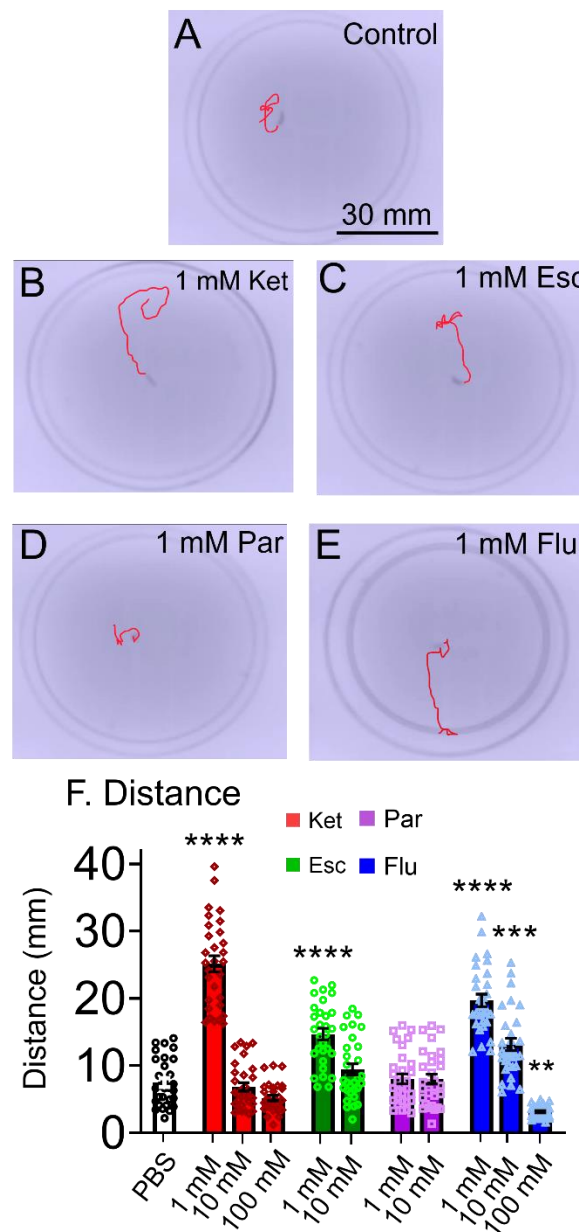 A
Control
30 mm
B
1 mM Ket
C
1 mM Esc
D
1 mM Par
E
1 mM Flu
F. Distance
Ket
Par
Esc
Flu
****
****
****
***
**
Distance (mm)
40
30
20
10
0
PBS
1 mM
10 mM
100 mM
1 mM
10 mM
1 mM
10 mM
1 mM
10 mM
100 mM